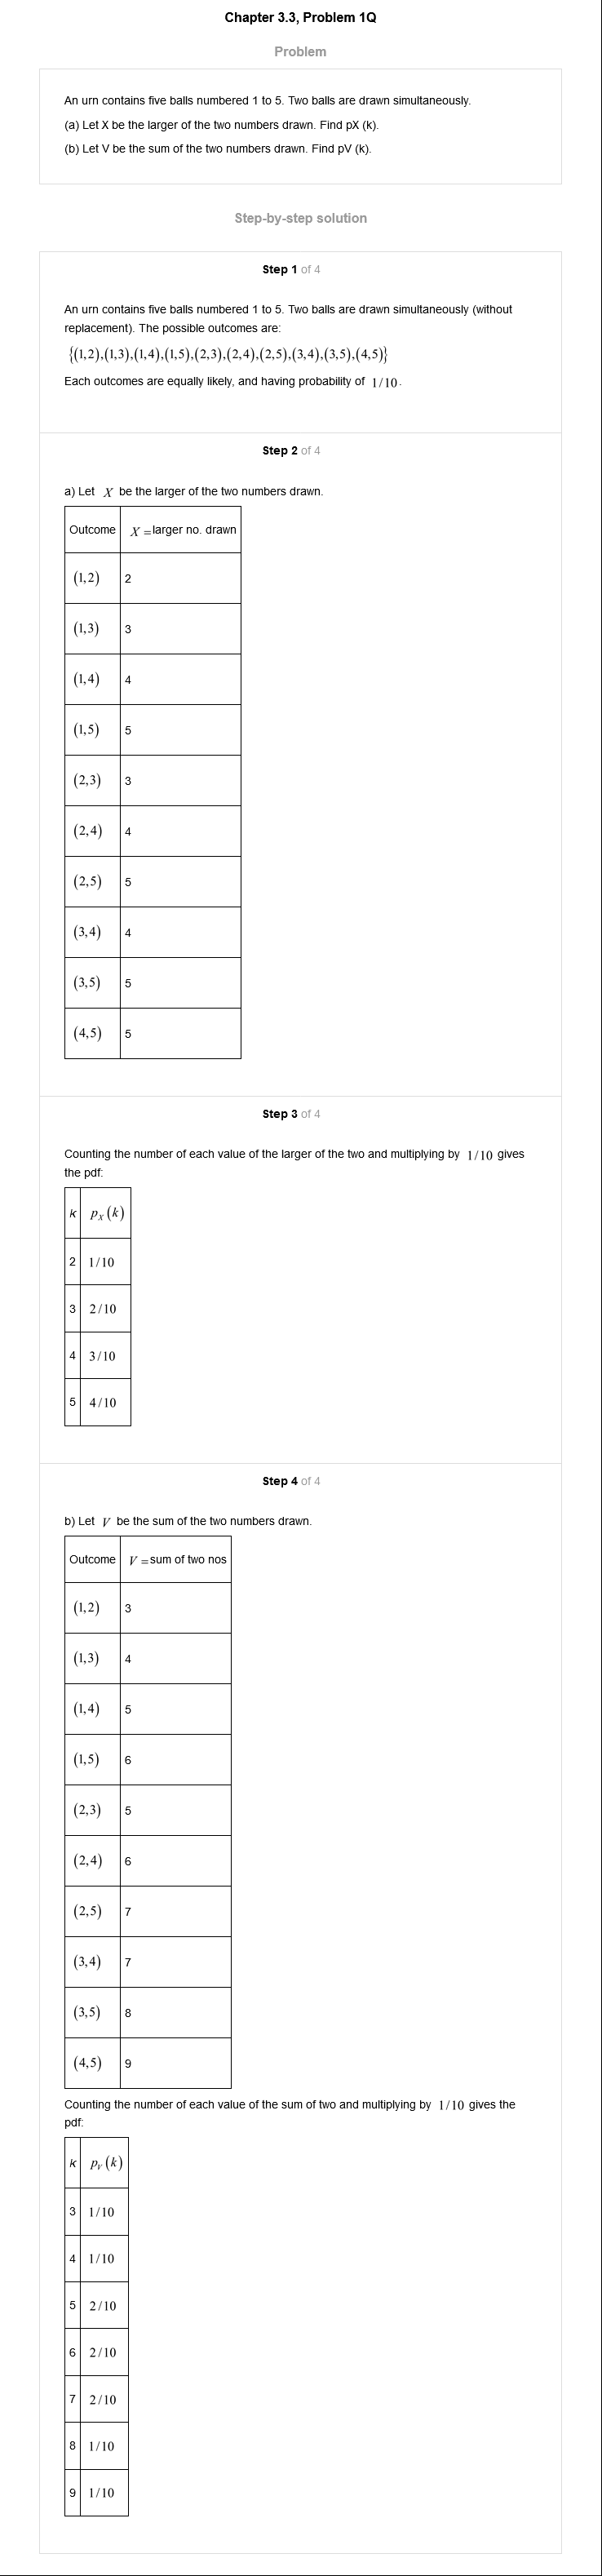 Chapter 3.3, Problem 1Q
Problem
An urn contains five balls numbered 1 to 5. Two balls are drawn simultaneously.
(a) Let X be the larger of the two numbers drawn. Find pX (k).
(b) Let V be the sum of the two numbers drawn. Find pV (k).
Step-by-step solution
Step 1 of 4
An urn contains five balls numbered 1 to 5. Two balls are drawn simultaneously (without
replacement). The possible outcomes are:
{(1,2),(1,3),(1,4),(1,5),(2,3),(2,4),(2,5),(3,4),(3,5),(4,5)}
Each outcomes are equally likely, and having probability of 1/10.
Step 2 of 4
a) Let X be the larger of the two numbers drawn.
Outcome X =larger no. drawn
(1,2) 2
(1,3) 3
(1,4) 4
(1,5) 5
(2,3) 3
(2,4) 4
(2,5) 5
(3,4) 4
(3,5) 5
(4,5) 5
Step 3 of 4
Counting the number of each value of the larger of the two and multiplying by 1/10 gives
the pdf:
k p_X (k)
2 1/10
3 2/10
4 3/10
5 4/10
Step 4 of 4
b) Let V be the sum of the two numbers drawn.
Outcome V =sum of two nos
(1,2) 3
(1,3) 4
(1,4) 5
(1,5) 6
(2,3) 5
(2,4) 6
(2,5) 7
(3,4) 7
(3,5) 8
(4,5) 9
Counting the number of each value of the sum of two and multiplying by 1/10 gives the
pdf:
k p_V (k)
3 1/10
4 1/10
5 2/10
6 2/10
7 2/10
8 1/10
9 1/10